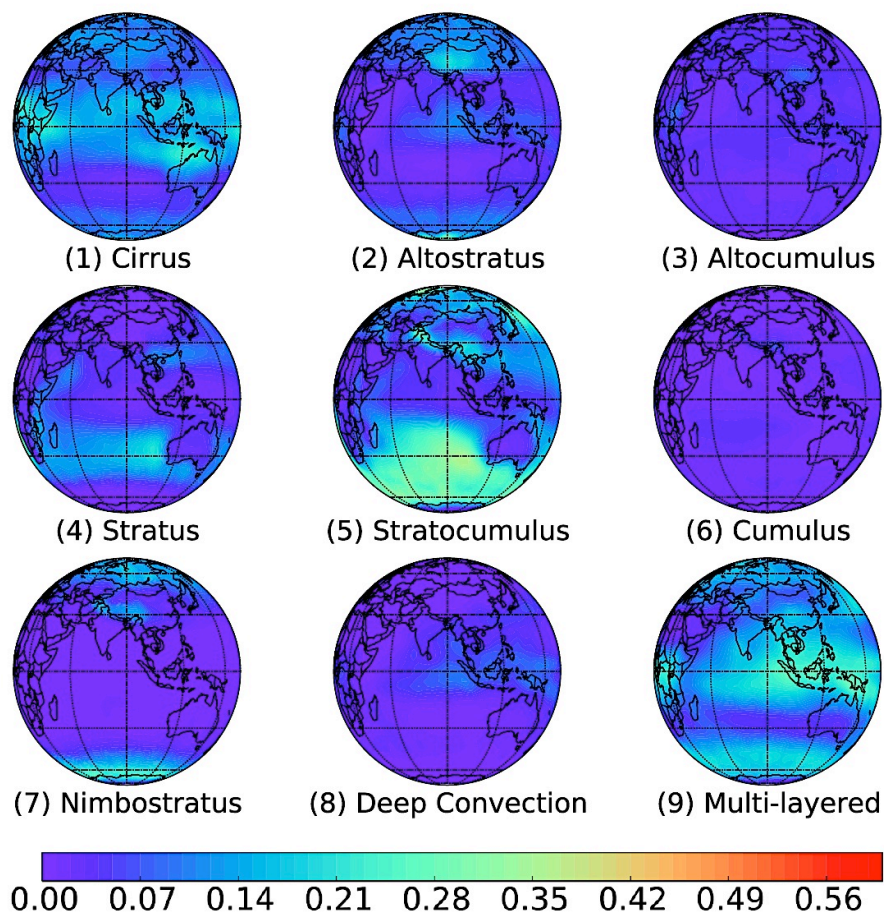 (1) Cirrus (2) Altostratus (3) Altocumulus
(4) Stratus (5) Stratocumulus (6) Cumulus
(7) Nimbostratus (8) Deep Convection (9) Multi-layered
0.00 0.07 0.14 0.21 0.28 0.35 0.42 0.49 0.56